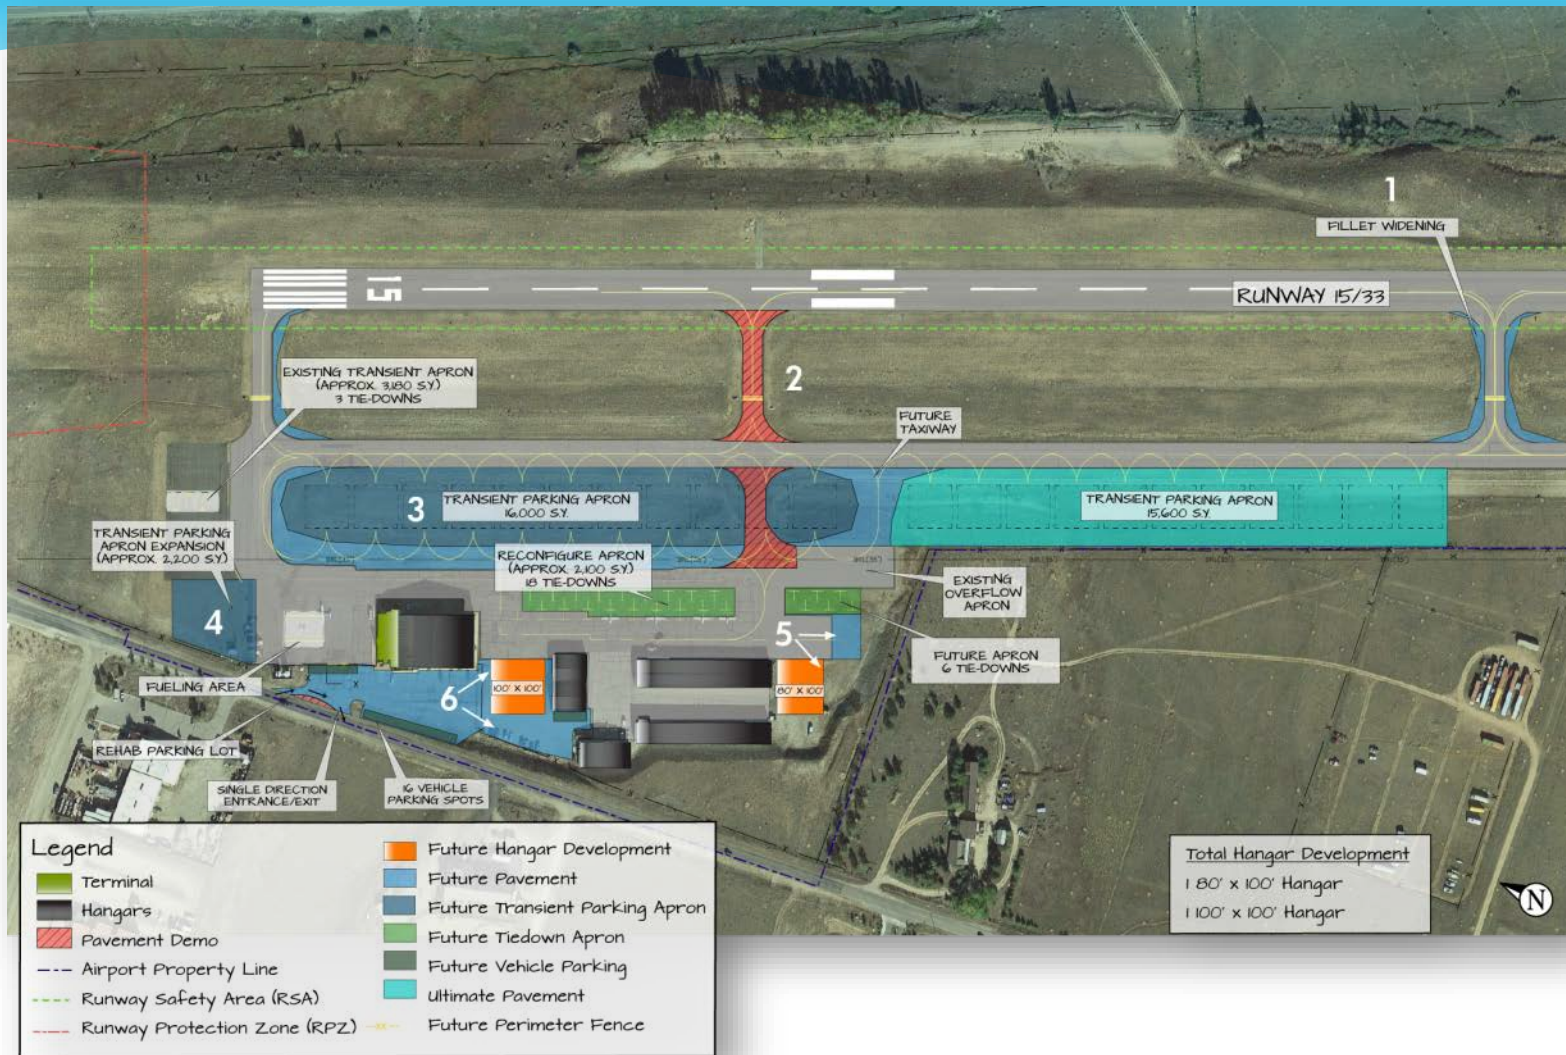 1
FILLET WIDENING
15
RUNWAY 15/33
EXISTING TRANSIENT APRON
(APPROX. 3,180 S.Y.)
3 TIE-DOWNS
2
FUTURE
TAXIWAY
3
TRANSIENT PARKING APRON
16,000 S.Y.
TRANSIENT PARKING APRON
15,600 S.Y.
TRANSIENT PARKING
APRON EXPANSION
(APPROX. 2,200 S.Y.)
RECONFIGURE APRON
(APPROX. 2,100 S.Y.)
18 TIE-DOWNS
EXISTING
OVERFLOW
APRON
4
5
FUTURE APRON
6 TIE-DOWNS
FUELING AREA
6
100' X 100'
80' X 100'
REHAB PARKING LOT
SINGLE DIRECTION
ENTRANCE/EXIT
16 VEHICLE
PARKING SPOTS
Legend
Terminal
Hangars
Pavement Demo
Airport Property Line
Runway Safety Area (RSA)
Runway Protection Zone (RPZ)
Future Hangar Development
Future Pavement
Future Transient Parking Apron
Future Tiedown Apron
Future Vehicle Parking
Ultimate Pavement
Future Perimeter Fence
Total Hangar Development
1 80' x 100' Hangar
1 100' x 100' Hangar
N